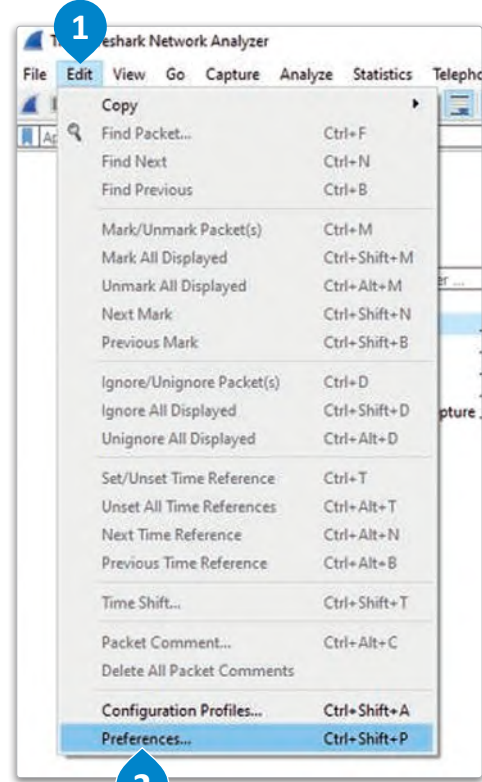 1
eshark Network Analyzer
File Edit View Go Capture Analyze Statistics Telepho
Copy
Find Packet... Ctrl+F
Find Next Ctrl+N
Find Previous Ctrl+B
Mark/Unmark Packet(s) Ctrl+M
Mark All Displayed Ctrl+Shift+M
Unmark All Displayed Ctrl+Alt+M
Next Mark Ctrl+Shift+N
Previous Mark Ctrl+Shift+B
Ignore/Unignore Packet(s) Ctrl+D
Ignore All Displayed Ctrl+Shift+D
pture
Unignore All Displayed Ctrl+Alt+D
Set/Unset Time Reference Ctrl+T
Unset All Time References Ctrl+Alt+T
Next Time Reference Ctrl+Alt+N
Previous Time Reference Ctrl+Alt+B
Time Shift... Ctrl+Shift+T
Packet Comment... Ctrl+Alt+C
Delete All Packet Comments
Configuration Profiles... Ctrl+Shift+A
Preferences... Ctrl+Shift+P